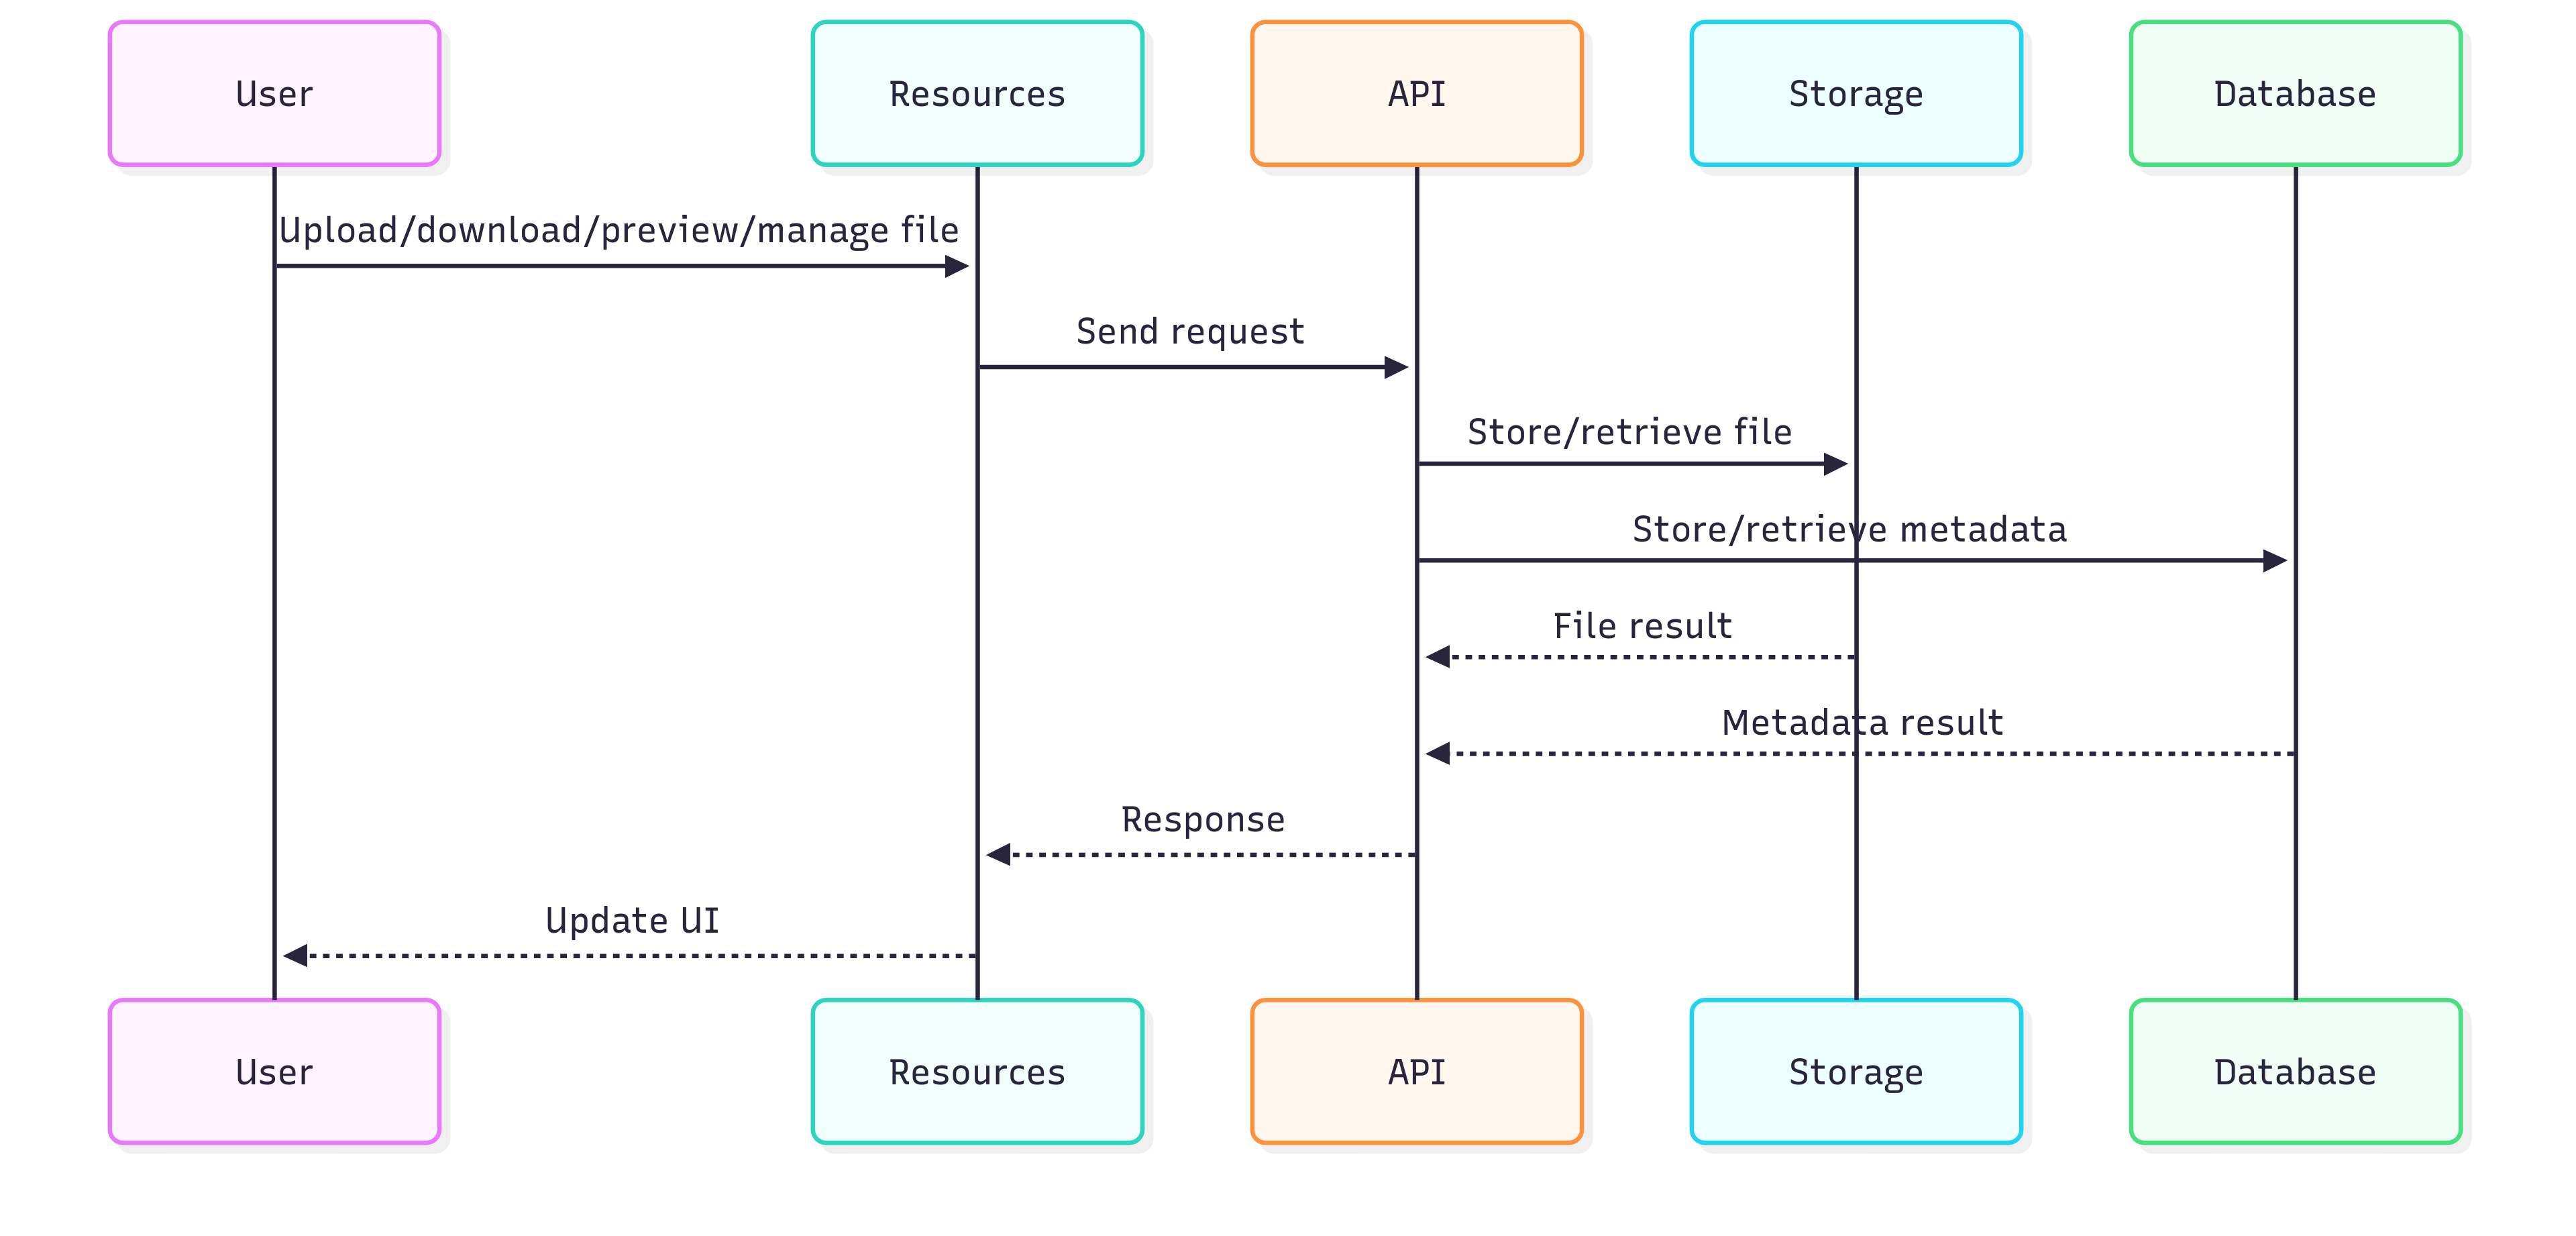 User
Resources
API
Storage
Database
Upload/download/preview/manage file
Send request
Store/retrieve file
Store/retrieve metadata
File result
Metadata result
Response
Update UI
User
Resources
API
Storage
Database